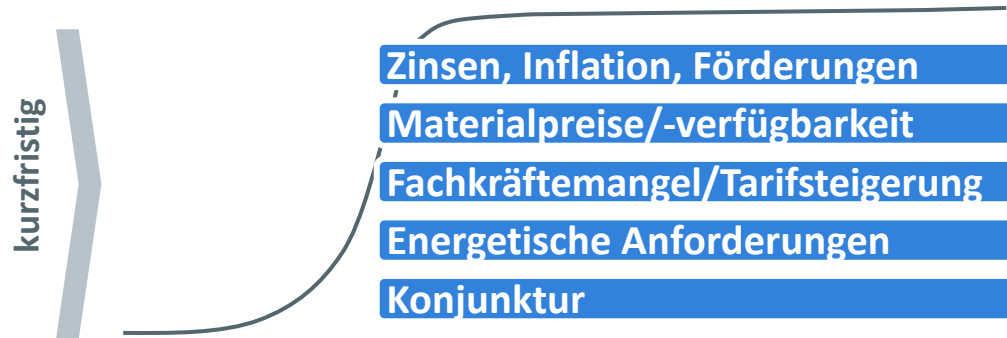 kurzfristig
Zinsen, Inflation, Förderungen
Materialpreise/-verfügbarkeit
Fachkräftemangel/Tarifsteigerung
Energetische Anforderungen
Konjunktur